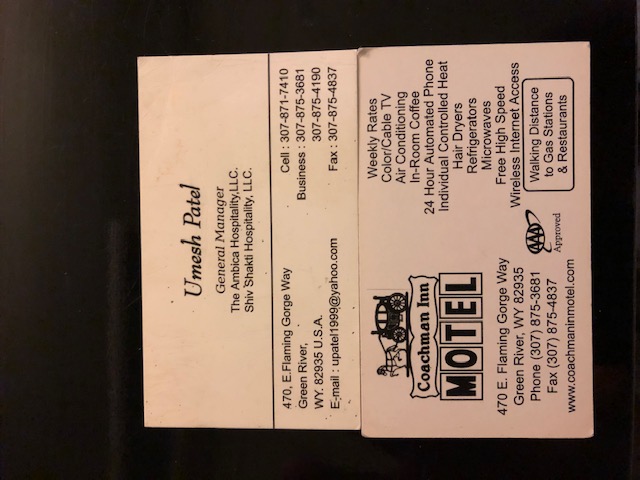 Umesh Patel
General Manager
The Ambica Hospitality,LLC.
Shiv Shakti Hospitality, LLC.
470, E.Flaming Gorge Way
Green River,
WY. 82935 U.S.A.
E-mail : upatel1999@yahoo.com
Cell : 307-871-7410
Business : 307-875-3681
307-875-4190
Fax : 307-875-4837
Coachman Inn
MOTEL
470 E. Flaming Gorge Way
Green River, WY 82935
Phone (307) 875-3681
Fax (307) 875-4837
www.coachmaninnmotel.com
AAA
Approved
Weekly Rates
Color/Cable TV
Air Conditioning
In-Room Coffee
24 Hour Automated Phone
Individual Controlled Heat
Hair Dryers
Refrigerators
Microwaves
Free High Speed
Wireless Internet Access
Walking Distance
to Gas Stations
& Restaurants